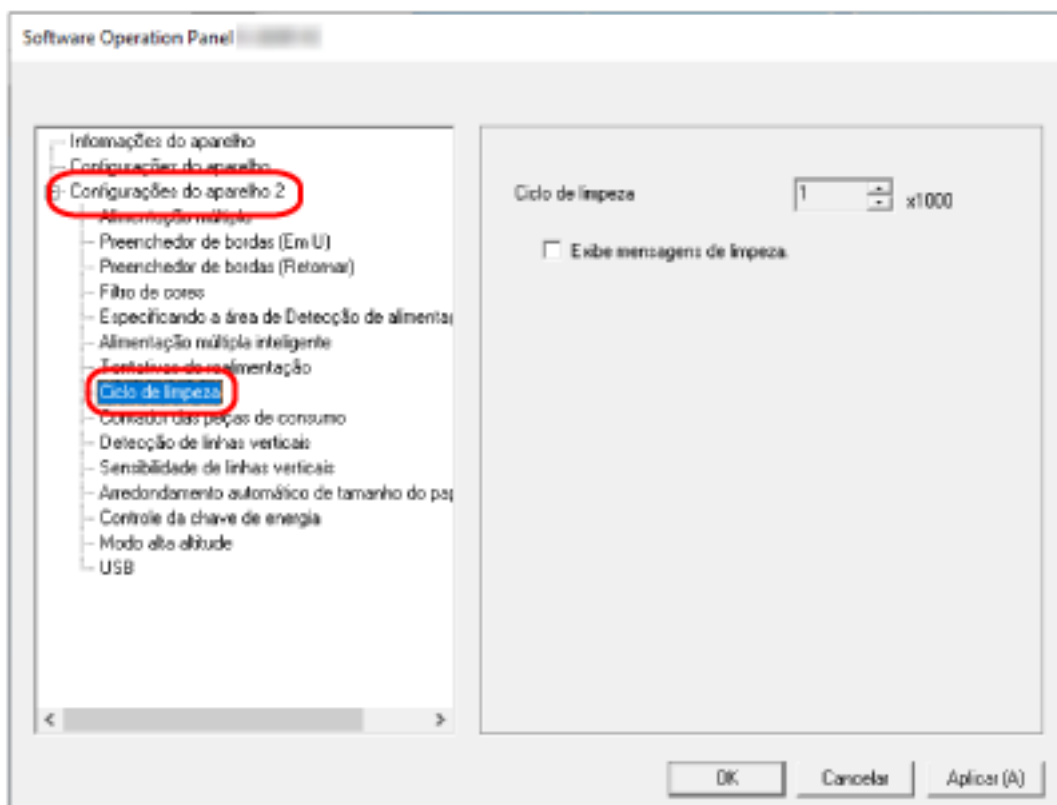 Software Operation Panel
Informações do aparelho
Configurações do aparelho
Configurações do aparelho 2
Alimentação múltipla
Preenchedor de bordas (Em U)
Preenchedor de bordas (Retornar)
Filtro de cores
Especificando a área de Detecção de alimentaç
Alimentação múltipla inteligente
Tentativas de realimentação
Ciclo de limpeza
Contador das peças de consumo
Detecção de linhas verticais
Sensibilidade de linhas verticais
Arredondamento automático de tamanho do pap
Controle da chave de energia
Modo alta altitude
USB
Ciclo de limpeza
1
x1000
Exibe mensagens de limpeza.
OK
Cancelar
Aplicar (A)